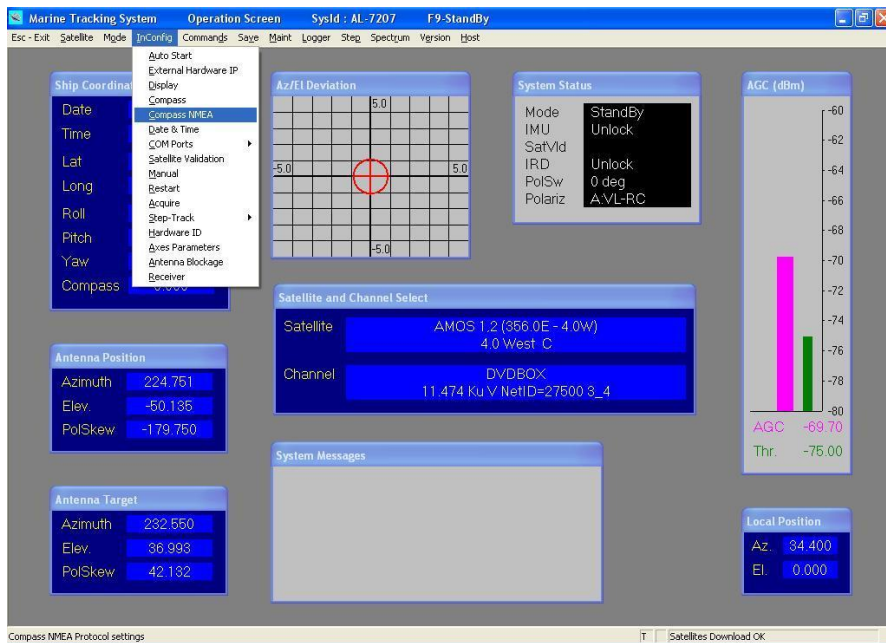 Marine Tracking System Operation Screen SysId : AL-7207 F9-StandBy
Esc - Exit Satellite Mode InConfig Commands Save Maint Logger Step Spectrum Version Host
Auto Start
External Hardware IP
Display
Compass
Compass NMEA
Date & Time
COM Ports
Satellite Validation
Manual
Restart
Acquire
Step-Track
Hardware ID
Axes Parameters
Antenna Blockage
Receiver
Ship Coordina
Date
Time
Lat
Long
Roll
Pitch
Yaw
Compass
Az/El Deviation
5.0
-5.0 5.0
-5.0
System Status
Mode StandBy
IMU Unlock
SatVld
IRD Unlock
PolSw 0 deg
Polariz A:VL-RC
AGC (dBm)
-60
-62
-64
-66
-68
-70
-72
-74
-76
-78
-80
AGC -69.70
Thr. -75.00
Satellite and Channel Select
Satellite AMOS 1,2 (356.0E - 4.0W)
4.0 West C
Channel DVDBOX
11.474 Ku V NetID=27500 3_4
Antenna Position
Azimuth 224.751
Elev. -50.135
PolSkew -179.750
System Messages
Antenna Target
Azimuth 232.550
Elev. 36.993
PolSkew 42.132
Local Position
Az. 34.400
El. 0.000
Compass NMEA Protocol settings T Satellites Download OK